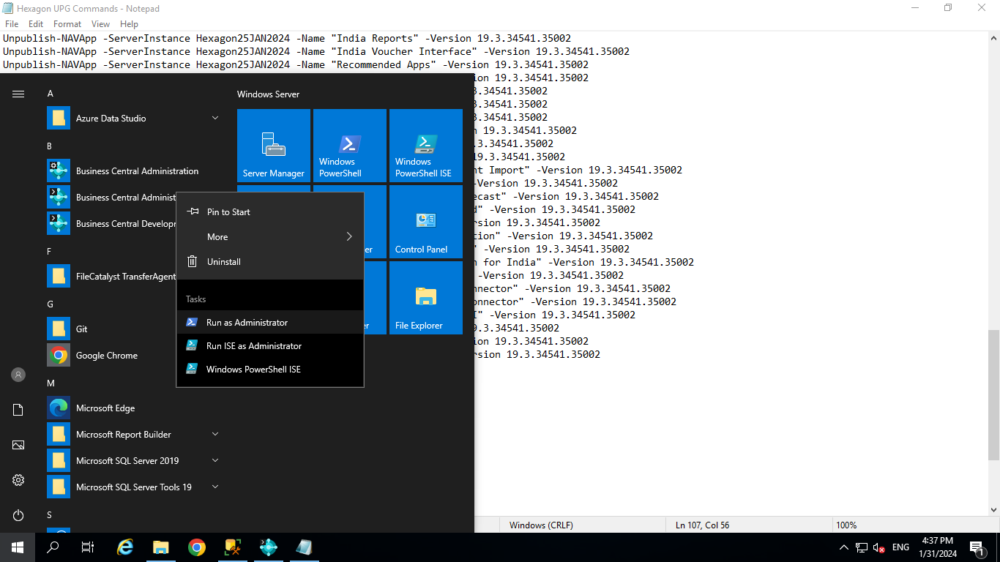 Hexagon UPG Commands - Notepad
File Edit Format View Help
Unpublish-NAVApp -ServerInstance Hexagon25JAN2024 -Name "India Reports" -Version 19.3.34541.35002
Unpublish-NAVApp -ServerInstance Hexagon25JAN2024 -Name "India Voucher Interface" -Version 19.3.34541.35002
Unpublish-NAVApp -ServerInstance Hexagon25JAN2024 -Name "Recommended Apps" -Version 19.3.34541.35002
ion 19.3.34541.35002
3.34541.35002
3.34541.35002
3.34541.35002
n 19.3.34541.35002
.3.34541.35002
19.3.34541.35002
nt Import" -Version 19.3.34541.35002
-Version 19.3.34541.35002
ecast" -Version 19.3.34541.35002
d" -Version 19.3.34541.35002
rsion 19.3.34541.35002
tion" -Version 19.3.34541.35002
" -Version 19.3.34541.35002
n for India" -Version 19.3.34541.35002
-Version 19.3.34541.35002
nnector" -Version 19.3.34541.35002
onnector" -Version 19.3.34541.35002
I" -Version 19.3.34541.35002
9.3.34541.35002
ion 19.3.34541.35002
rsion 19.3.34541.35002
A
Azure Data Studio
B
Business Central Administration
Business Central Administ
Business Central Develop
F
FileCatalyst TransferAgent
G
Git
Google Chrome
M
Microsoft Edge
Microsoft Report Builder
Microsoft SQL Server 2019
Microsoft SQL Server Tools 19
S
Windows Server
Server Manager
Windows PowerShell
Windows PowerShell ISE
er
Control Panel
er
File Explorer
Pin to Start
More
Uninstall
Tasks
Run as Administrator
Run ISE as Administrator
Windows PowerShell ISE
Windows (CRLF)
Ln 107, Col 56
100%
ENG
4:37 PM
1/31/2024
1